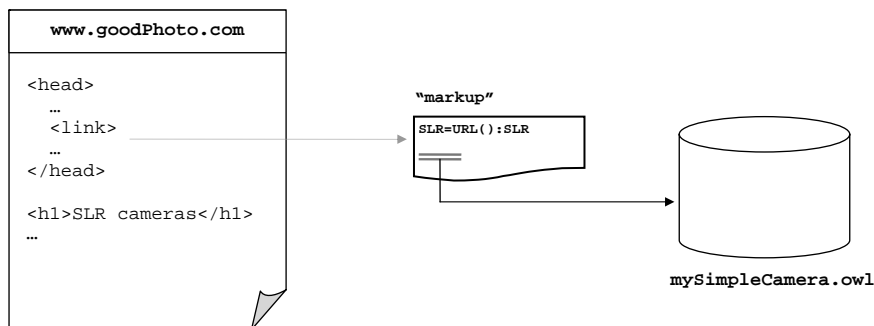 www.goodPhoto.com
<head>
…
<link>
…
</head>
<h1>SLR cameras</h1>
…
“markup”
SLR=URL():SLR
mySimpleCamera.owl